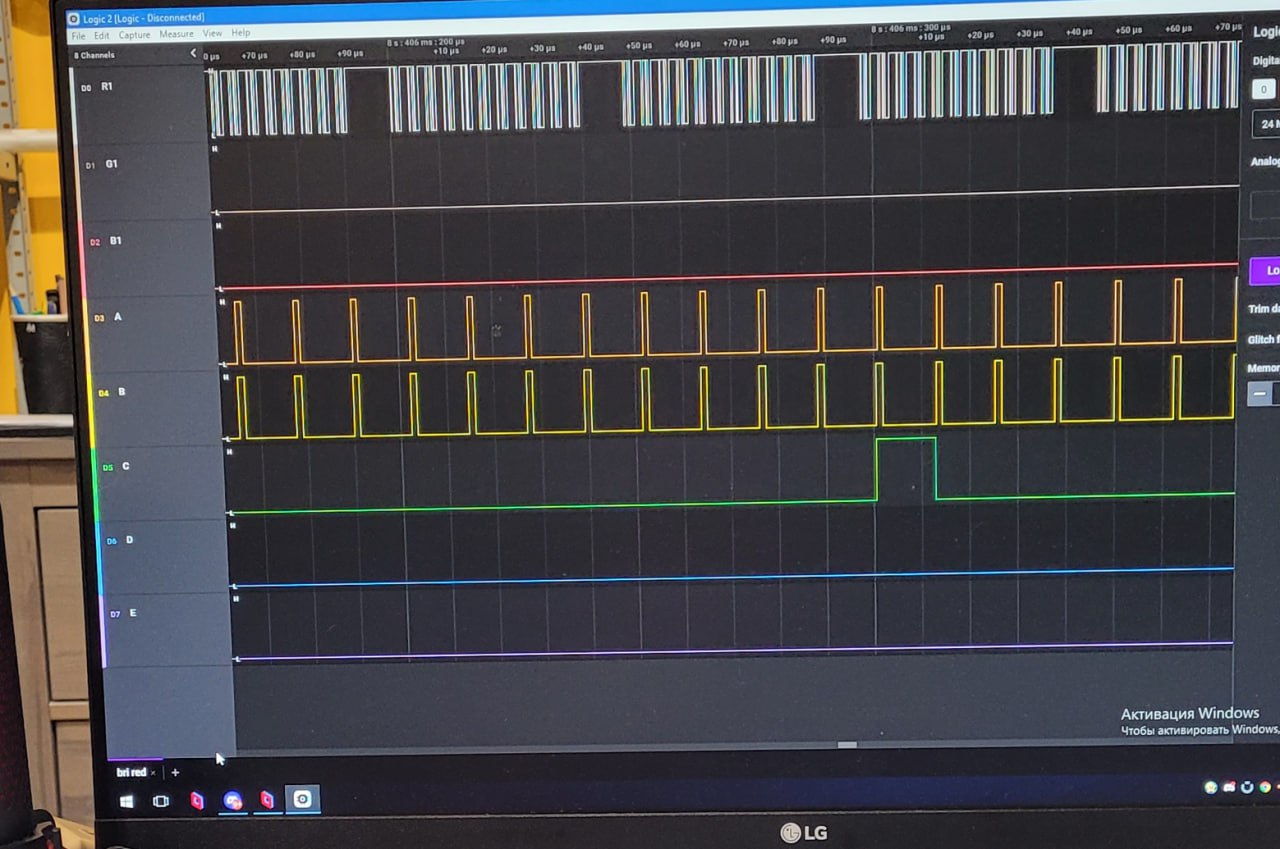 Logic 2 [Logic - Disconnected]
File Edit Capture Measure View Help
8 Channels
0 µs +70 µs +80 µs +90 µs 8 s : 406 ms : 200 µs +10 µs +20 µs +30 µs +40 µs +50 µs +60 µs +70 µs +80 µs +90 µs 8 s : 406 ms : 300 µs +10 µs +20 µs +30 µs +40 µs +50 µs +60 µs +70 µs
D0 R1
D1 G1
D2 B1
D3 A
D4 B
D5 C
D6 D
D7 E
Logi
Digita
0
24 M
Analog
Lo
Trim da
Glitch f
Memor
Активация Windows
Чтобы активировать Windows,
bri red × +
LG